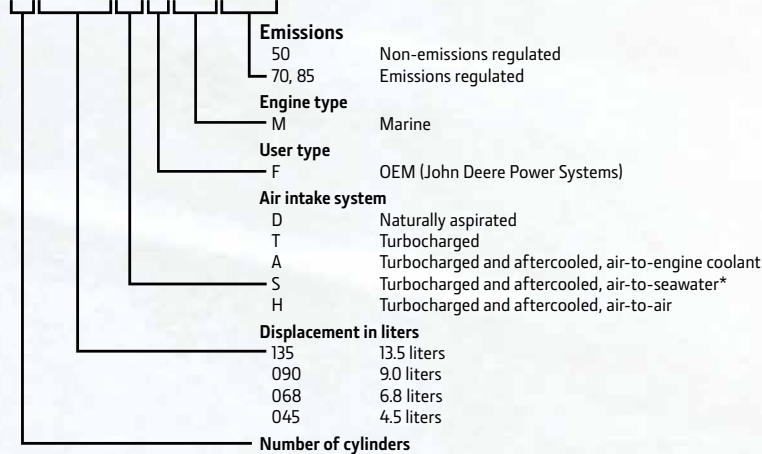 Emissions
50 Non-emissions regulated
70, 85 Emissions regulated
Engine type
M Marine
User type
F OEM (John Deere Power Systems)
Air intake system
D Naturally aspirated
T Turbocharged
A Turbocharged and aftercooled, air-to-engine coolant
S Turbocharged and aftercooled, air-to-seawater*
H Turbocharged and aftercooled, air-to-air
Displacement in liters
135 13.5 liters
090 9.0 liters
068 6.8 liters
045 4.5 liters
Number of cylinders